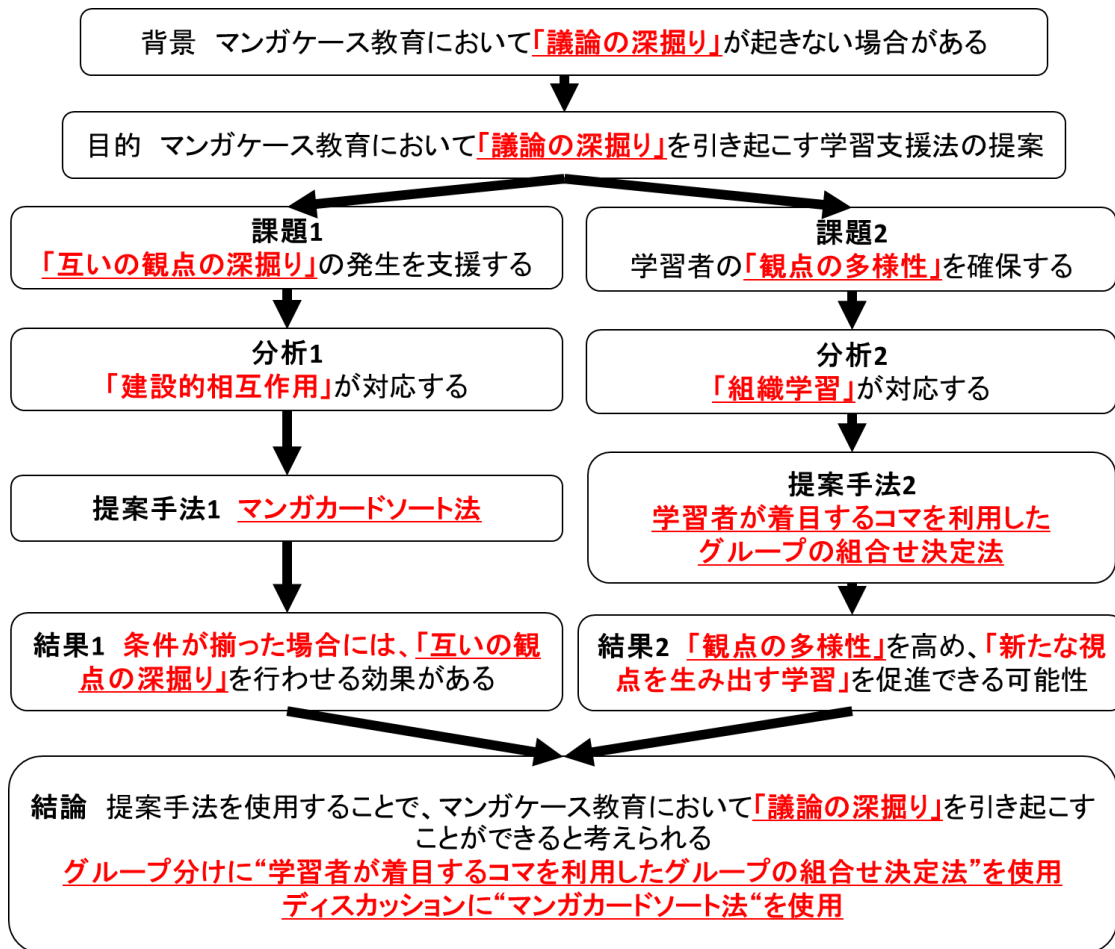 背景　マンガケース教育において「議論の深掘り」が起きない場合がある
目的　マンガケース教育において「議論の深掘り」を引き起こす学習支援法の提案
課題1
「互いの観点の深掘り」の発生を支援する
課題2
学習者の「観点の多様性」を確保する
分析1
「建設的相互作用」が対応する
分析2
「組織学習」が対応する
提案手法1　マンガカードソート法
提案手法2
学習者が着目するコマを利用した
グループの組合せ決定法
結果1　条件が揃った場合には、「互いの観
点の深掘り」を行わせる効果がある
結果2　「観点の多様性」を高め、「新たな視
点を生み出す学習」を促進できる可能性
結論　提案手法を使用することで、マンガケース教育において「議論の深掘り」を引き起こす
ことができると考えられる
グループ分けに“学習者が着目するコマを利用したグループの組合せ決定法”を使用
ディスカッションに“マンガカードソート法“を使用